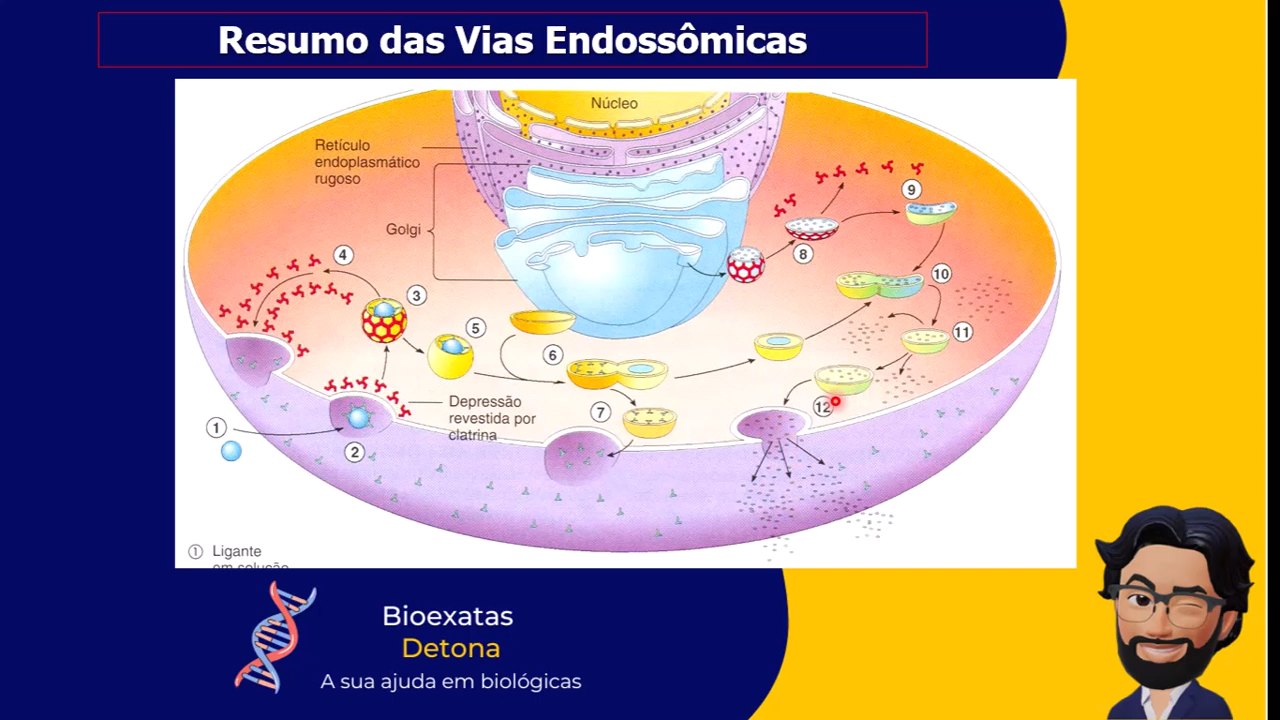 Resumo das Vias Endossômicas
Núcleo
Retículo
endoplasmático
rugoso
Golgi
9
4
8
10
3
5
11
6
Depressão
revestida por
clatrina
7
12
1
2
① Ligante
em solução
Bioexatas
Detona
A sua ajuda em biológicas